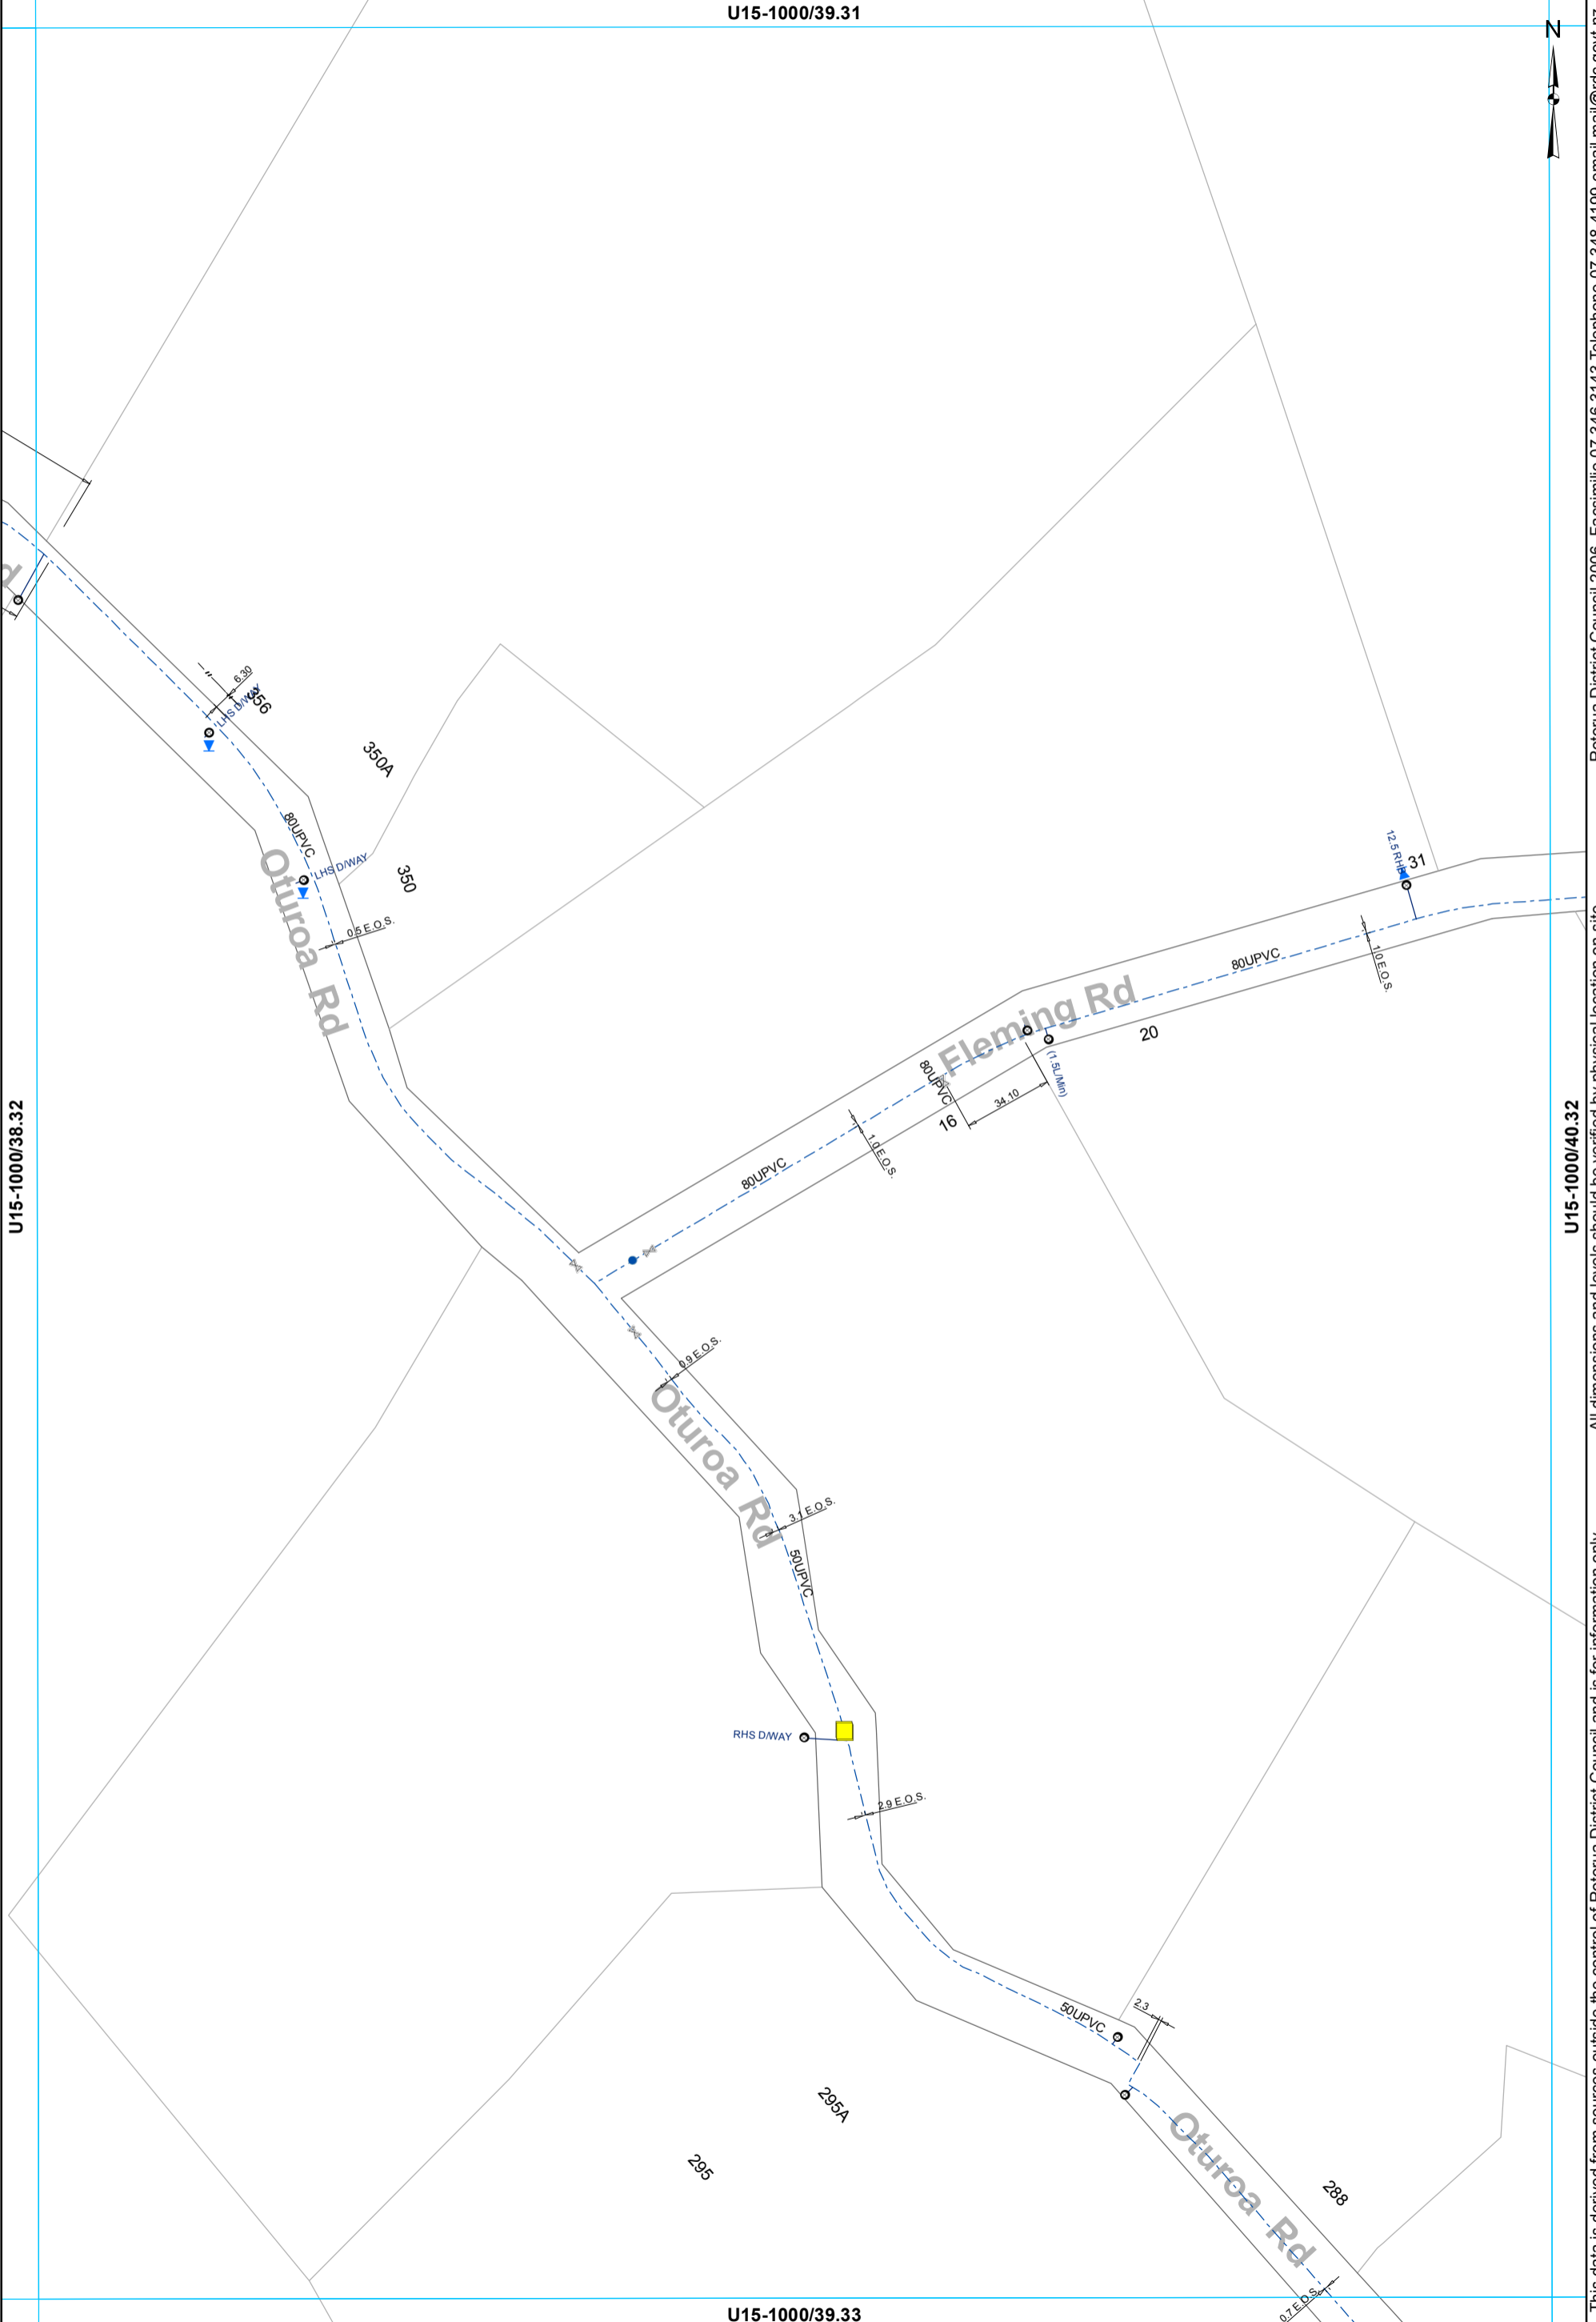 U15-1000/39.31
N
d
6.30
LHS D/WAY
356
350A
80UPVC
LHS D/WAY
350
0.5 E.O.S.
Oturoa Rd
12.5 RHB
31
80UPVC
1.0 E.O.S.
Fleming Rd
20
(1.5L/Min)
80UPVC
34.10
16
1.0 E.O.S.
80UPVC
U15-1000/38.32
U15-1000/40.32
0.9 E.O.S.
Oturoa Rd
3.1 E.O.S.
50UPVC
RHS D/WAY
2.9 E.O.S.
50UPVC
2.3
295A
295
Oturoa Rd
288
0.7 E.O.S.
U15-1000/39.33